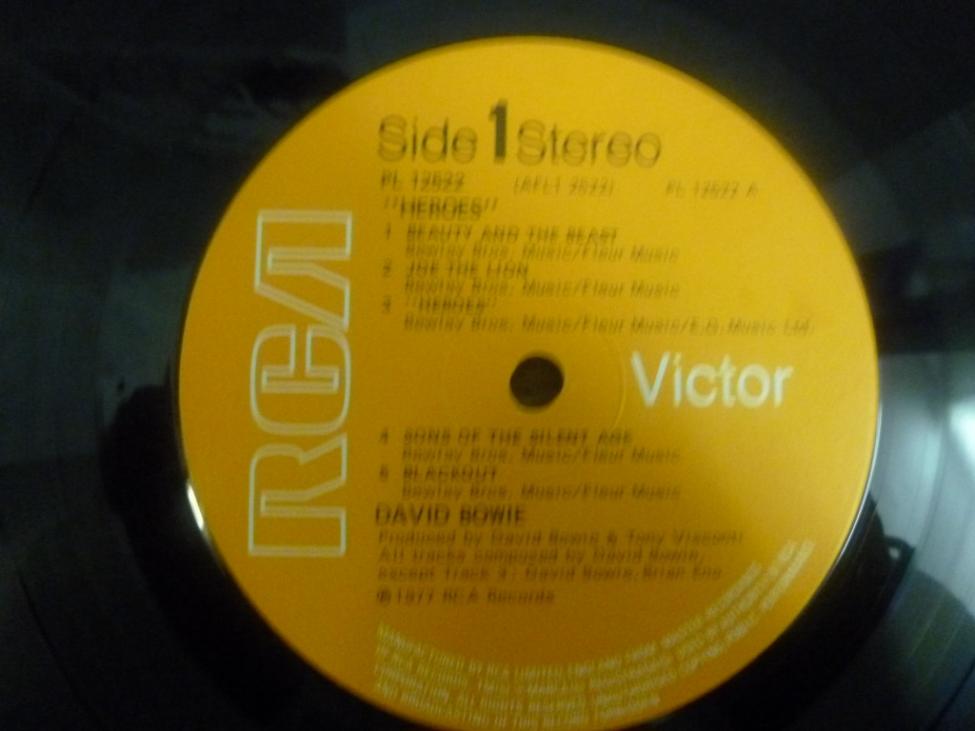 Side 1 Stereo
PL 12522 (AFL1 2522) PL 12522 A
"HEROES"
1 BEAUTY AND THE BEAST
Bewlay Bros. Music/Fleur Music
2 JOE THE LION
Bewlay Bros. Music/Fleur Music
3 "HEROES"
Bewlay Bros. Music/Fleur Music/E.G. Music Ltd.
RCA
Victor
4 SONS OF THE SILENT AGE
Bewlay Bros. Music/Fleur Music
5 BLACKOUT
Bewlay Bros. Music/Fleur Music
DAVID BOWIE
Produced by David Bowie & Tony Visconti
All tracks composed by David Bowie,
except Track 3: David Bowie, Brian Eno
℗ 1977 RCA Records